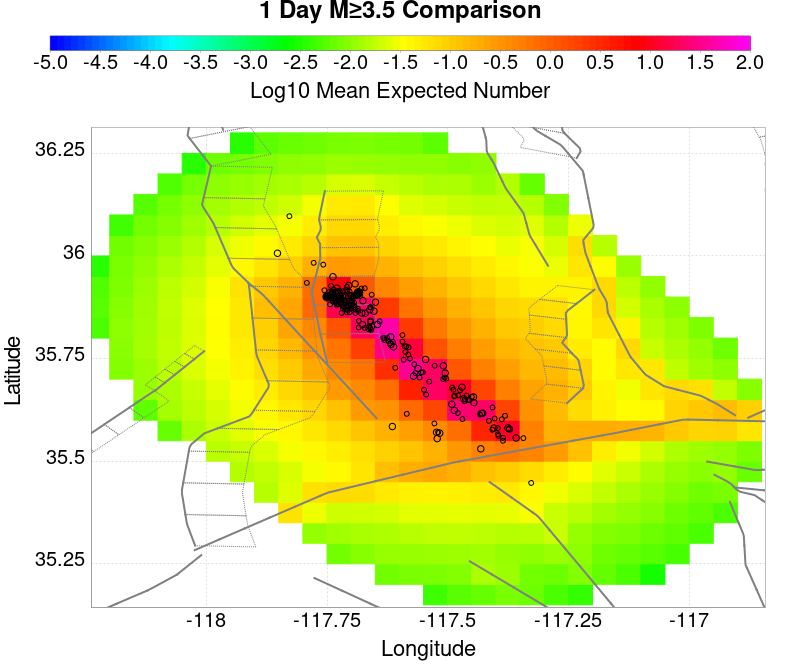 1 Day M≥3.5 Comparison
-5.0 -4.5 -4.0 -3.5 -3.0 -2.5 -2.0 -1.5 -1.0 -0.5 0.0 0.5 1.0 1.5 2.0
Log10 Mean Expected Number
36.25
36
35.75
35.5
35.25
Latitude
-118 -117.75 -117.5 -117.25 -117
Longitude